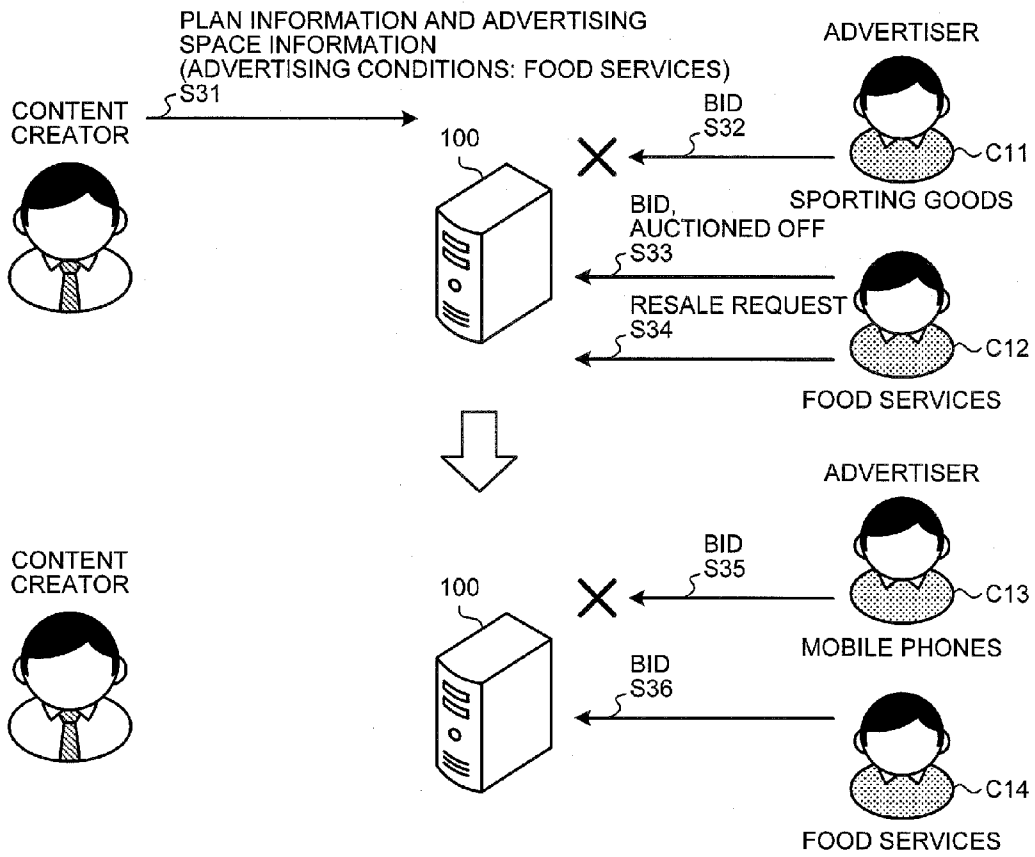 PLAN INFORMATION AND ADVERTISING
SPACE INFORMATION
(ADVERTISING CONDITIONS: FOOD SERVICES)
S31
CONTENT
CREATOR
100
ADVERTISER
BID
S32
C11
SPORTING GOODS
BID,
AUCTIONED OFF
S33
RESALE REQUEST
S34
C12
FOOD SERVICES
ADVERTISER
CONTENT
CREATOR
100
BID
S35
C13
MOBILE PHONES
BID
S36
C14
FOOD SERVICES